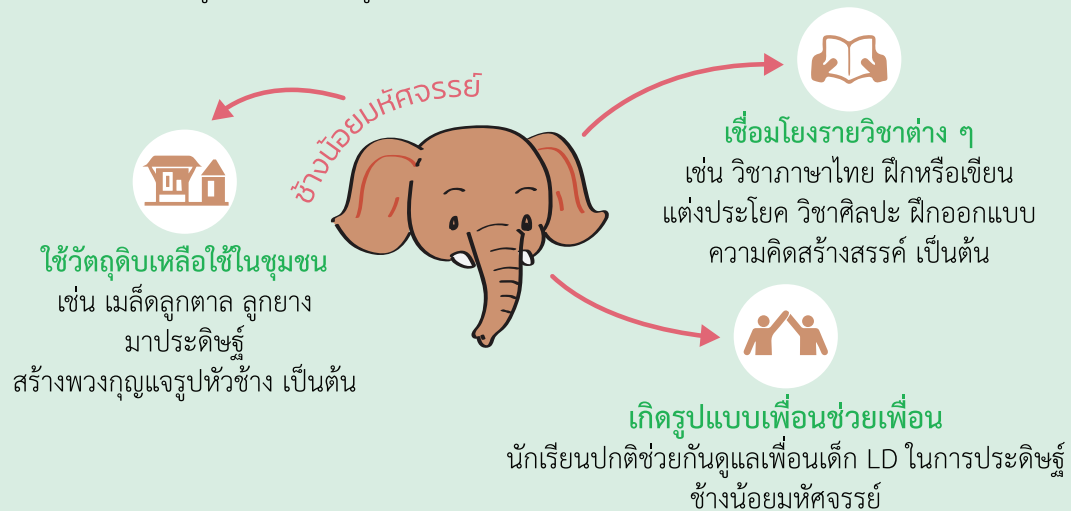 ช้างน้อยมหัศจรรย์
ใช้วัตถุดิบเหลือใช้ในชุมชน
เช่น เมล็ดลูกตาล ลูกยาง
มาประดิษฐ์
สร้างพวงกุญแจรูปหัวช้าง เป็นต้น
เชื่อมโยงรายวิชาต่าง ๆ
เช่น วิชาภาษาไทย ฝึกหรือเขียน
แต่งประโยค วิชาศิลปะ ฝึกออกแบบ
ความคิดสร้างสรรค์ เป็นต้น
เกิดรูปแบบเพื่อนช่วยเพื่อน
นักเรียนปกติช่วยกันดูแลเพื่อนเด็ก LD ในการประดิษฐ์
ช้างน้อยมหัศจรรย์